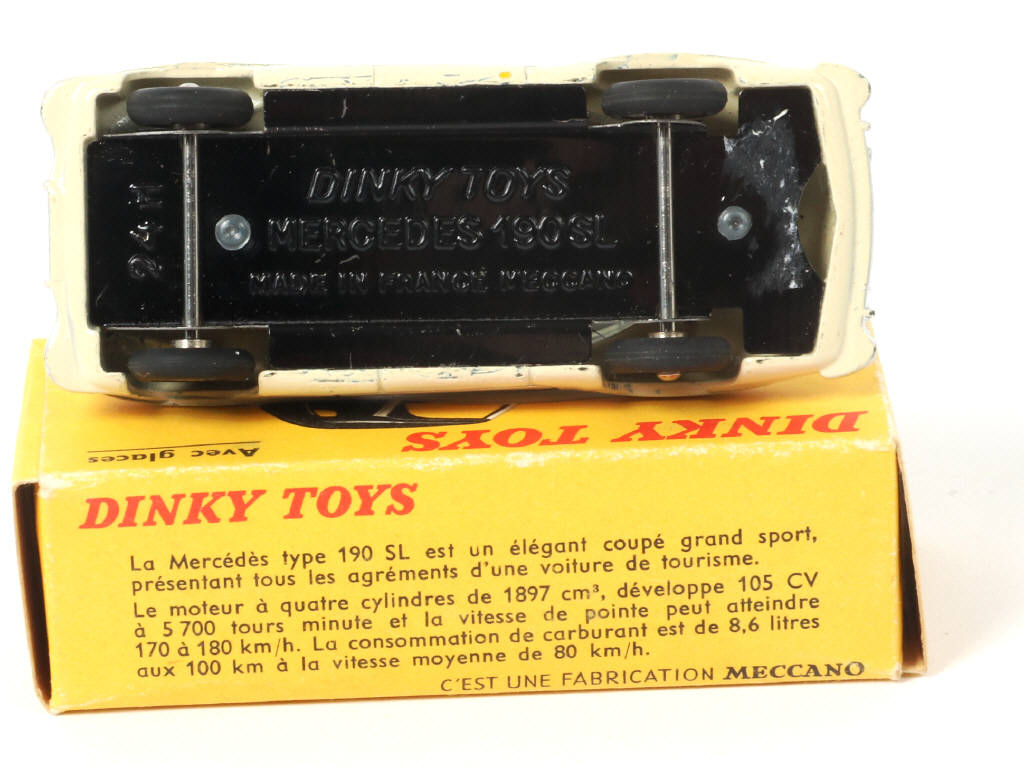 DINKY TOYS
MERCEDES-190SL
MADE IN FRANCE MECCANO
24H
DINKY TOYS
Avec glaces
DINKY TOYS
La Mercédès type 190 SL est un élégant coupé grand sport,
présentant tous les agréments d'une voiture de tourisme.
Le moteur à quatre cylindres de 1897 cm³, développe 105 CV
à 5 700 tours minute et la vitesse de pointe peut atteindre
170 à 180 km/h. La consommation de carburant est de 8,6 litres
aux 100 km à la vitesse moyenne de 80 km/h.
C'EST UNE FABRICATION MECCANO